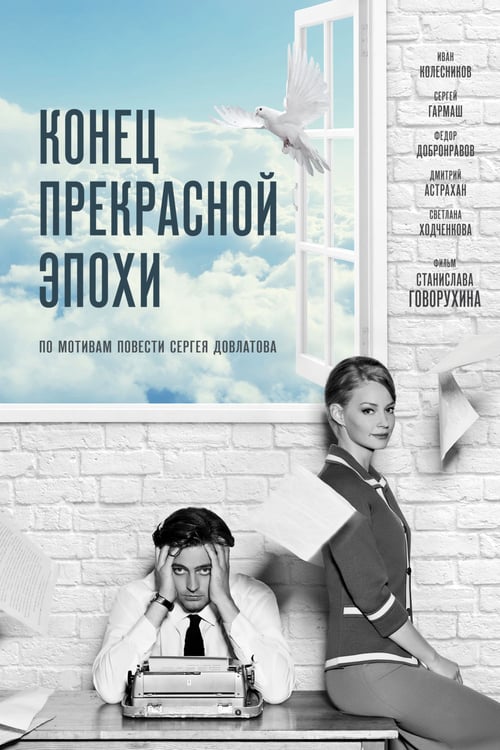 КОНЕЦ
ПРЕКРАСНОЙ
ЭПОХИ
ПО МОТИВАМ ПОВЕСТИ СЕРГЕЯ ДОВЛАТОВА
ИВАН
КОЛЕСНИКОВ
СЕРГЕЙ
ГАРМАШ
ФЕДОР
ДОБРОНРАВОВ
ДМИТРИЙ
АСТРАХАН
СВЕТЛАНА
ХОДЧЕНКОВА
ФИЛЬМ
СТАНИСЛАВА
ГОВОРУХИНА